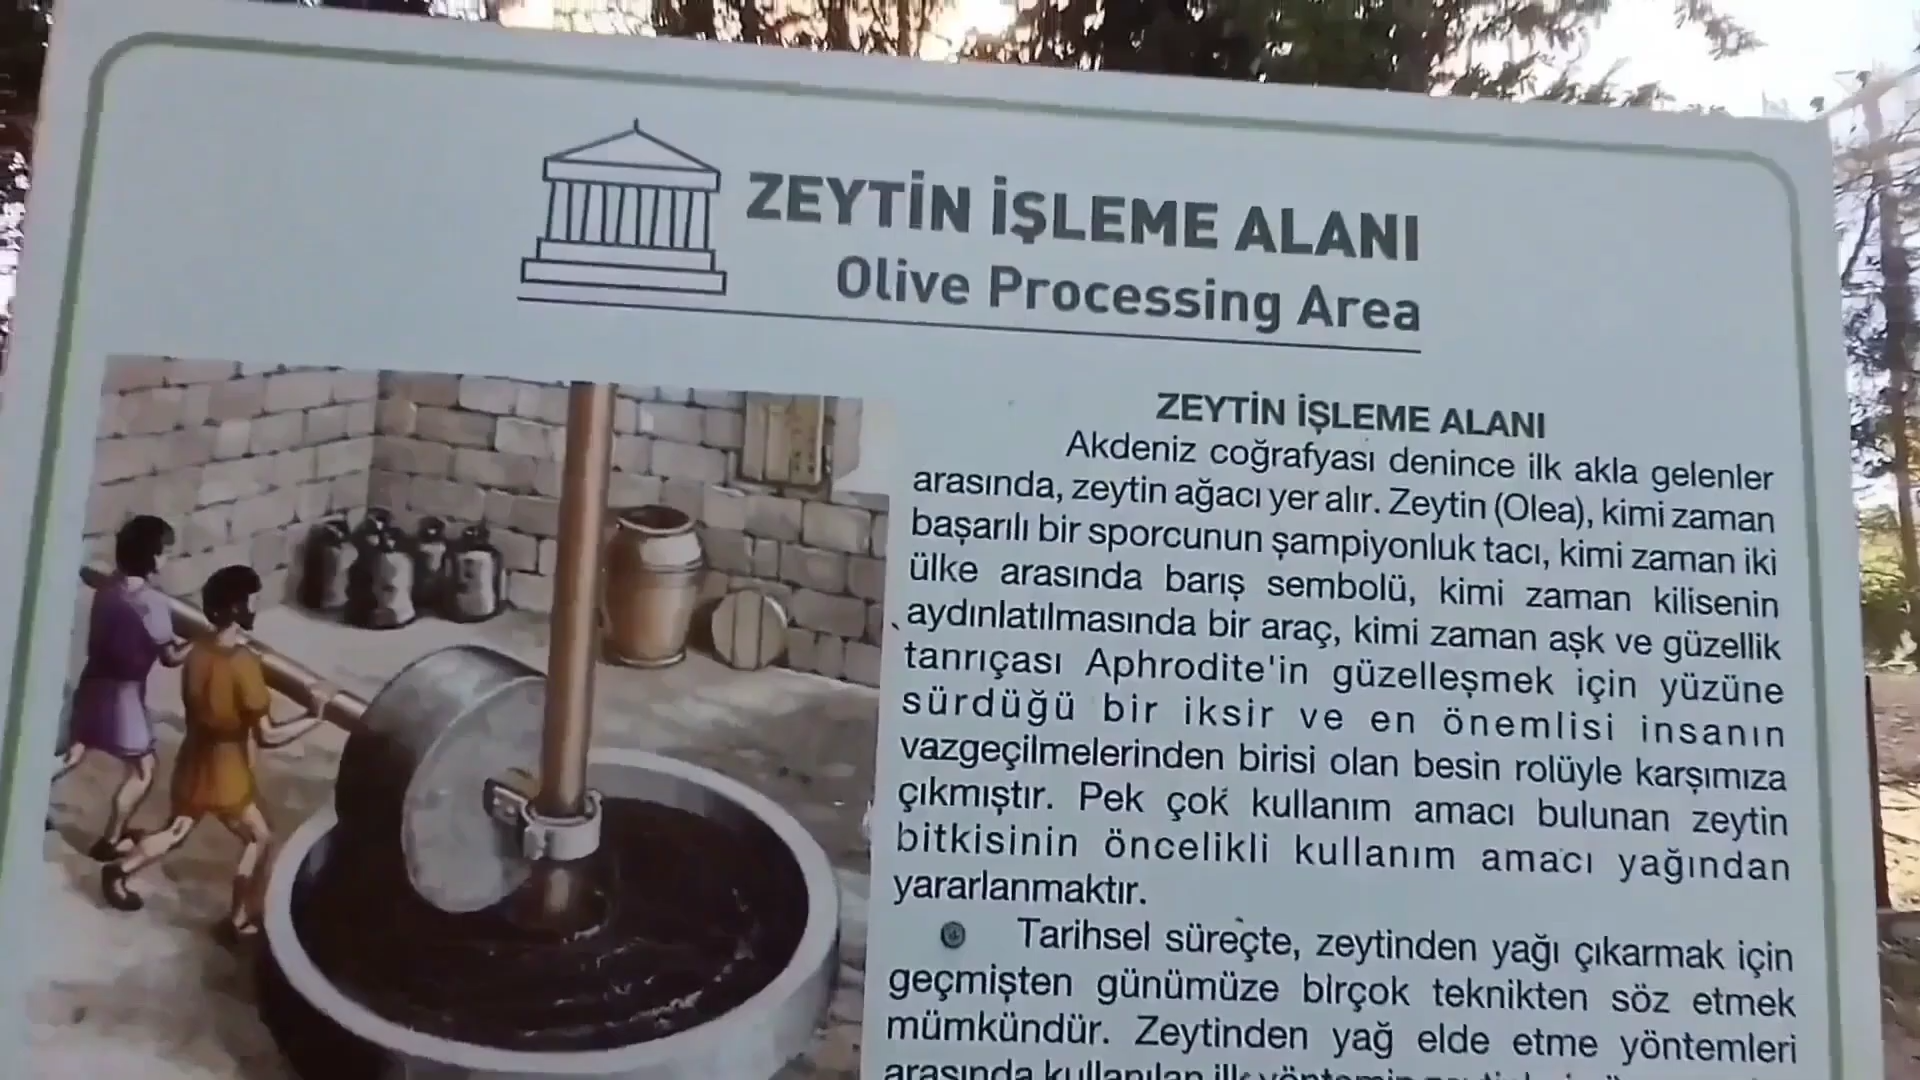 ZEYTİN İŞLEME ALANI
Olive Processing Area
ZEYTİN İŞLEME ALANI
Akdeniz coğrafyası denince ilk akla gelenler
arasında, zeytin ağacı yer alır. Zeytin (Olea), kimi zaman
başarılı bir sporcunun şampiyonluk tacı, kimi zaman iki
ülke arasında barış sembolü, kimi zaman kilisenin
aydınlatılmasında bir araç, kimi zaman aşk ve güzellik
tanrıçası Aphrodite'in güzelleşmek için yüzüne
sürdüğü bir iksir ve en önemlisi insanın
vazgeçilmelerinden birisi olan besin rolüyle karşımıza
çıkmıştır. Pek çok kullanım amacı bulunan zeytin
bitkisinin öncelikli kullanım amacı yağından
yararlanmaktır.
Tarihsel süreçte, zeytinden yağı çıkarmak için
geçmişten günümüze birçok teknikten söz etmek
mümkündür. Zeytinden yağ elde etme yöntemleri
arasında kullanılan ilk yöntemin